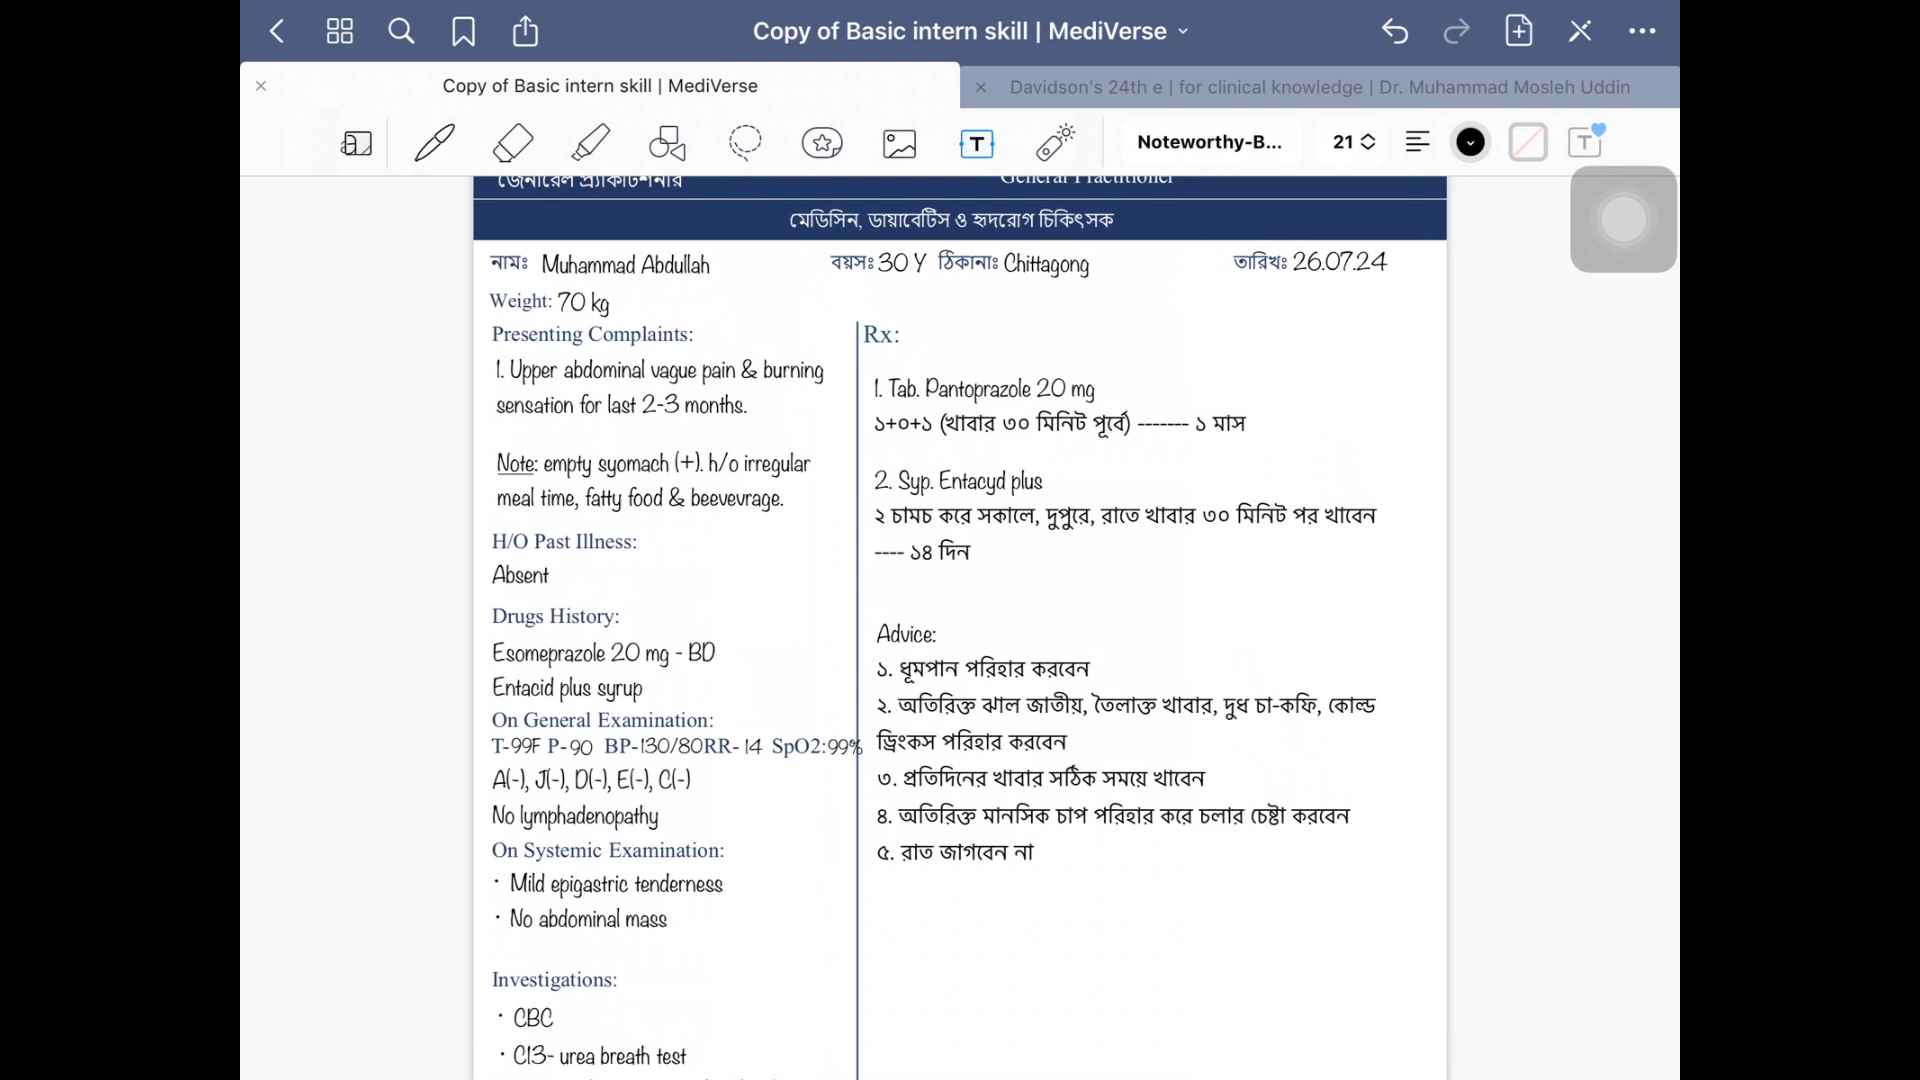 Copy of Basic intern skill | MediVerse
Copy of Basic intern skill | MediVerse
Davidson's 24th e | for clinical knowledge | Dr. Muhammad Mosleh Uddin
Noteworthy-B... 21
জেনারেল প্র্যাকটিশনার General Practitioner
মেডিসিন, ডায়াবেটিস ও হৃদরোগ চিকিৎসক
নামঃ Muhammad Abdullah বয়সঃ 30 Y ঠিকানাঃ Chittagong তারিখঃ 26.07.24
Weight: 70 kg
Presenting Complaints:
1. Upper abdominal vague pain & burning
sensation for last 2-3 months.
Note: empty syomach (+). h/o irregular
meal time, fatty food & beevevrage.
H/O Past Illness:
Absent
Drugs History:
Esomeprazole 20 mg - BD
Entacid plus syrup
On General Examination:
T-99F P-90 BP-130/80 RR- 14 SpO2:99%
A(-), J(-), D(-), E(-), C(-)
No lymphadenopathy
On Systemic Examination:
· Mild epigastric tenderness
· No abdominal mass
Investigations:
· CBC
· C13- urea breath test
Rx:
1. Tab. Pantoprazole 20 mg
১+০+১ (খাবার ৩০ মিনিট পূর্বে) ------- ১ মাস
2. Syp. Entacyd plus
২ চামচ করে সকালে, দুপুরে, রাতে খাবার ৩০ মিনিট পর খাবেন
---- ১৪ দিন
Advice:
১. ধূমপান পরিহার করবেন
২. অতিরিক্ত ঝাল জাতীয়, তৈলাক্ত খাবার, দুধ চা-কফি, কোল্ড
ড্রিংকস পরিহার করবেন
৩. প্রতিদিনের খাবার সঠিক সময়ে খাবেন
৪. অতিরিক্ত মানসিক চাপ পরিহার করে চলার চেষ্টা করবেন
৫. রাত জাগবেন না